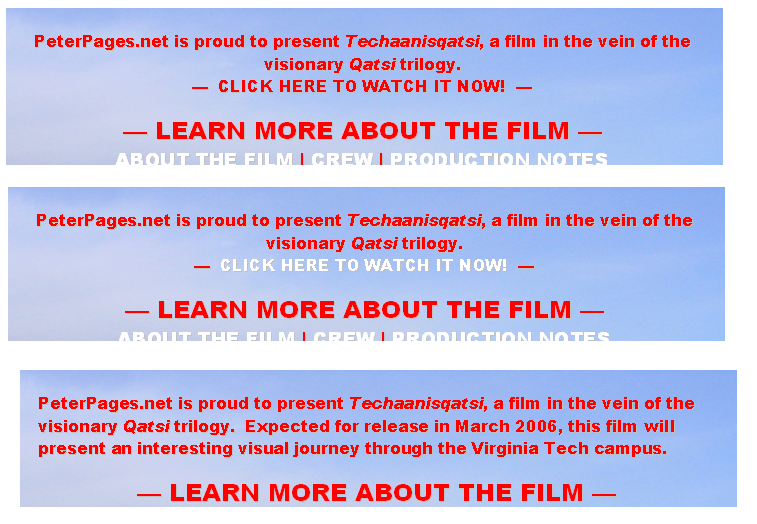 PeterPages.net is proud to present Techaanisqatsi, a film in the vein of the
visionary Qatsi trilogy.
— CLICK HERE TO WATCH IT NOW! —
— LEARN MORE ABOUT THE FILM —
ABOUT THE FILM | CREW | PRODUCTION NOTES
PeterPages.net is proud to present Techaanisqatsi, a film in the vein of the
visionary Qatsi trilogy.
— CLICK HERE TO WATCH IT NOW! —
— LEARN MORE ABOUT THE FILM —
ABOUT THE FILM | CREW | PRODUCTION NOTES
PeterPages.net is proud to present Techaanisqatsi, a film in the vein of the
visionary Qatsi trilogy. Expected for release in March 2006, this film will
present an interesting visual journey through the Virginia Tech campus.
— LEARN MORE ABOUT THE FILM —